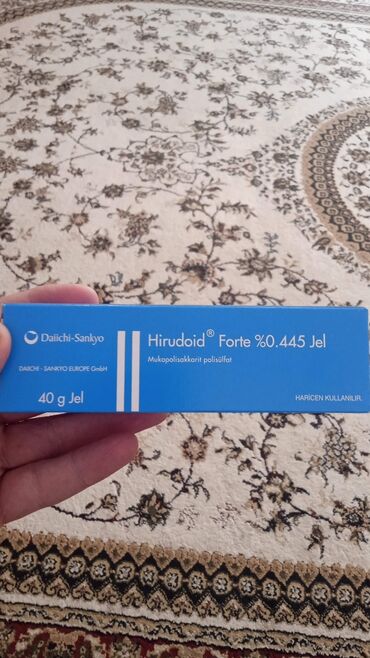 Daiichi-Sankyo
DAIICHI - SANKYO EUROPE GmbH
40 g Jel
Hirudoid® Forte %0.445 Jel
Mukopolisakkarit polisülfat
HARİCEN KULLANILIR.